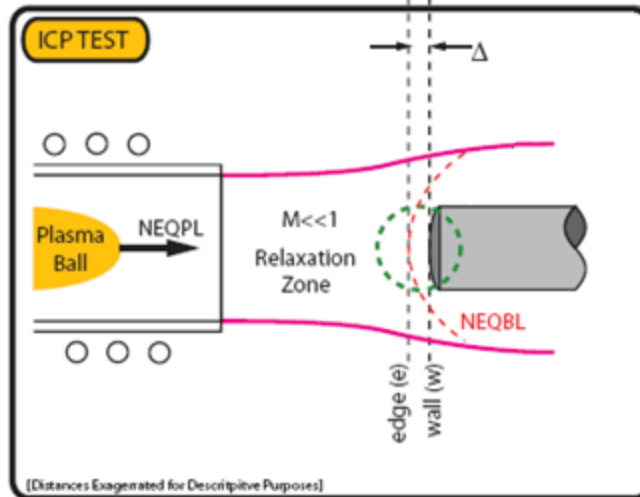 ICP TEST
Δ
NEQPL
Plasma
Ball
M<<1
Relaxation
Zone
NEQBL
edge (e)
wall (w)
[Distances Exagerrated for Descritpitve Purposes]